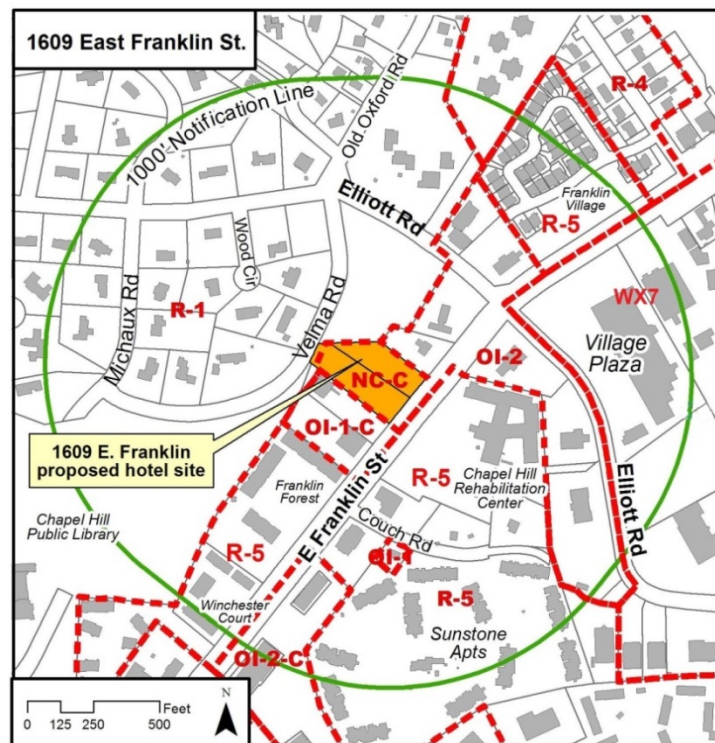 1609 East Franklin St.
1000' Notification Line
Old Oxford Rd
R-4
Elliott Rd
Franklin
Village
R-5
Wood Cir
WX7
R-1
Michaux Rd
Velma Rd
Village
Plaza
OI-2
NC-C
OI-1-C
1609 E. Franklin
proposed hotel site
E Franklin St
R-5
Chapel Hill
Rehabilitation
Center
Elliott Rd
Franklin
Forest
Chapel Hill
Public Library
Couch Rd
OI-1
R-5
R-5
Winchester
Court
Sunstone
Apts
OI-2-C
N
Feet
0 125 250 500